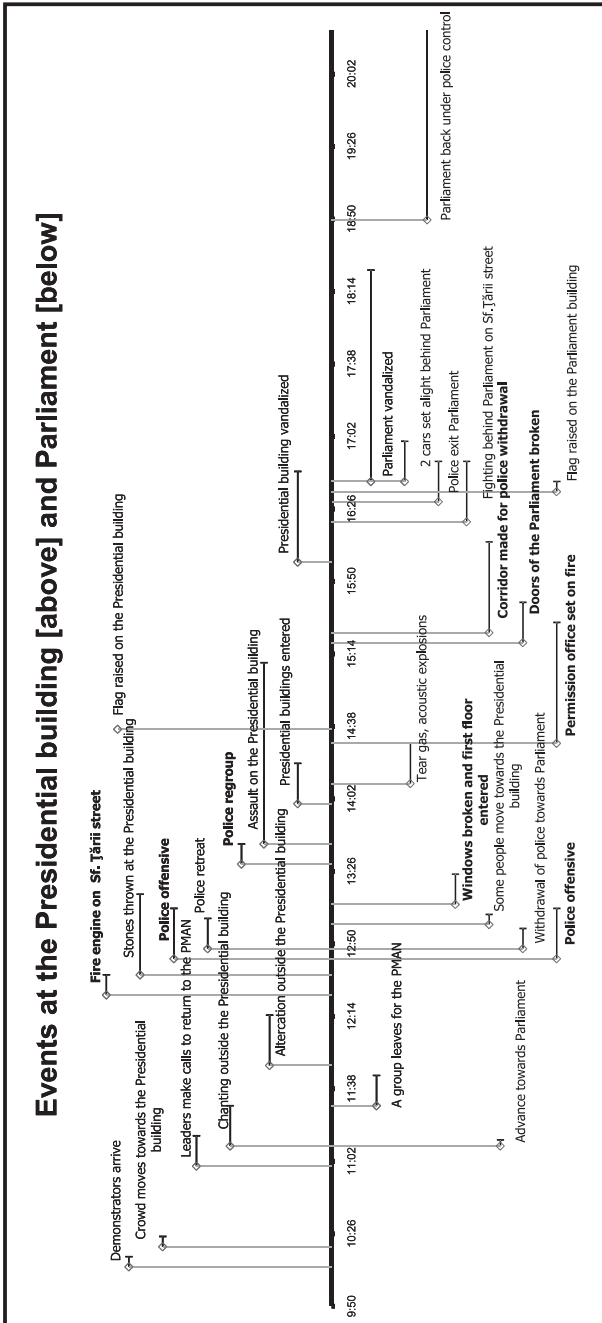 Events at the Presidential building [above] and Parliament [below]
Demonstrators arrive
Crowd moves towards the Presidential
building
Leaders make calls to return to the PMAN
Chanting outside the Presidential building
Altercation outside the Presidential building
Fire engine on Sf. Țării street
Stones thrown at the Presidential building
Police offensive
Police retreat
Police regroup
Assault on the Presidential building
Presidential buildings entered
Flag raised on the Presidential building
Presidential building vandalized
9:50
10:26
11:02
11:38
12:14
12:50
13:26
14:02
14:38
15:14
15:50
16:26
17:02
17:38
18:14
18:50
19:26
20:02
Advance towards Parliament
A group leaves for the PMAN
Police offensive
Withdrawal of police towards Parliament
Some people move towards the Presidential
building
Windows broken and first floor
entered
Tear gas, acoustic explosions
Permission office set on fire
Doors of the Parliament broken
Corridor made for police withdrawal
Fighting behind Parliament on Sf.Țării street
Police exit Parliament
2 cars set alight behind Parliament
Parliament vandalized
Flag raised on the Parliament building
Parliament back under police control